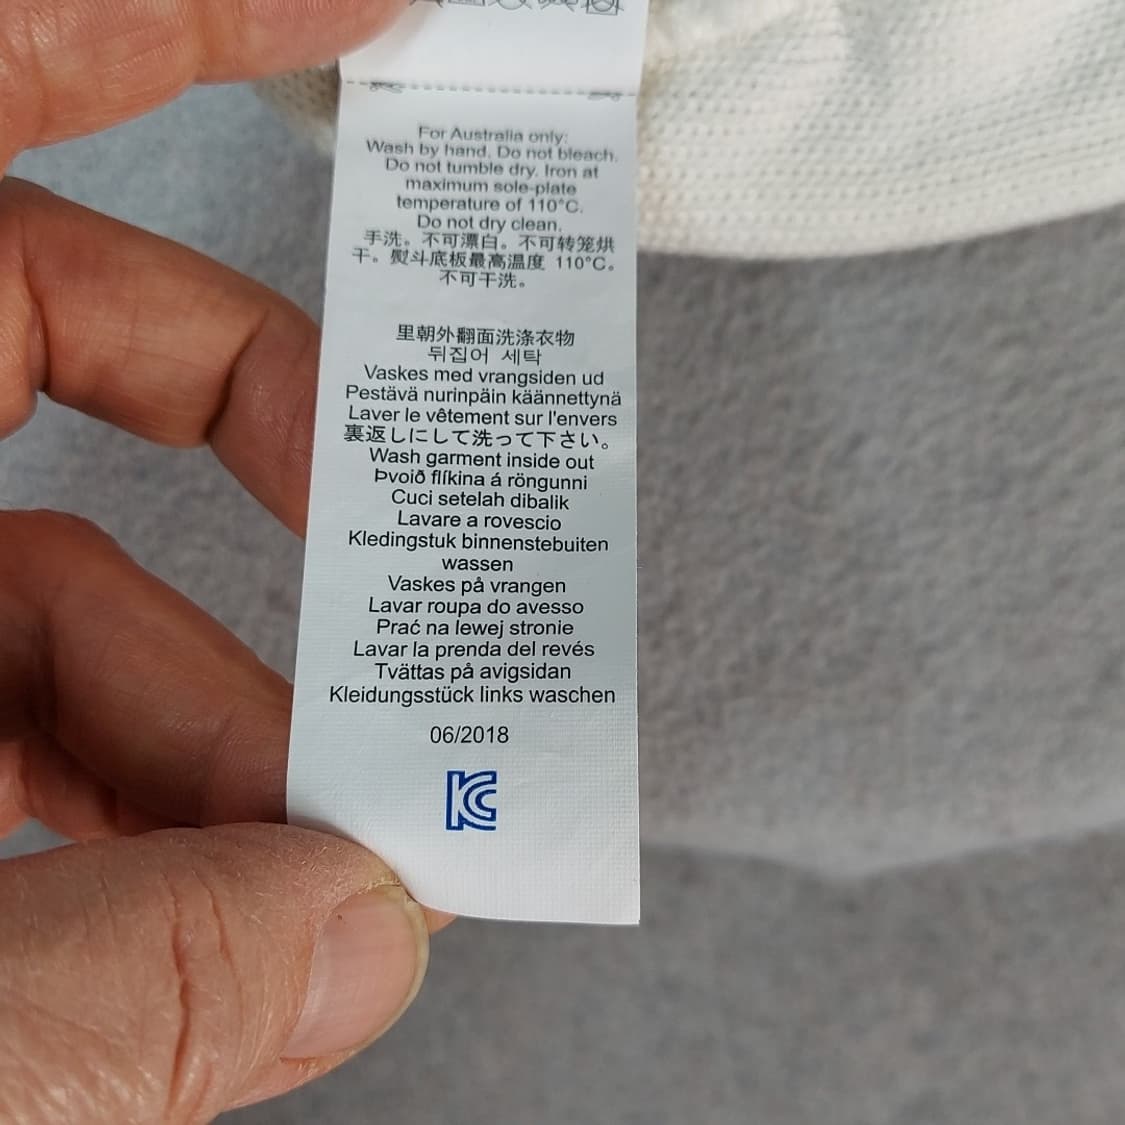 For Australia only:
Wash by hand. Do not bleach.
Do not tumble dry. Iron at
maximum sole-plate
temperature of 110°C.
Do not dry clean.
手洗。不可漂白。不可转笼烘
干。熨斗底板最高温度 110°C。
不可干洗。
里朝外翻面洗涤衣物
뒤집어 세탁
Vaskes med vrangsiden ud
Pestävä nurinpäin käännettynä
Laver le vêtement sur l'envers
裏返しにして洗って下さい。
Wash garment inside out
Þvoið flíkina á röngunni
Cuci setelah dibalik
Lavare a rovescio
Kledingstuk binnenstebuiten
wassen
Vaskes på vrangen
Lavar roupa do avesso
Prać na lewej stronie
Lavar la prenda del revés
Tvättas på avigsidan
Kleidungsstück links waschen
06/2018
KC